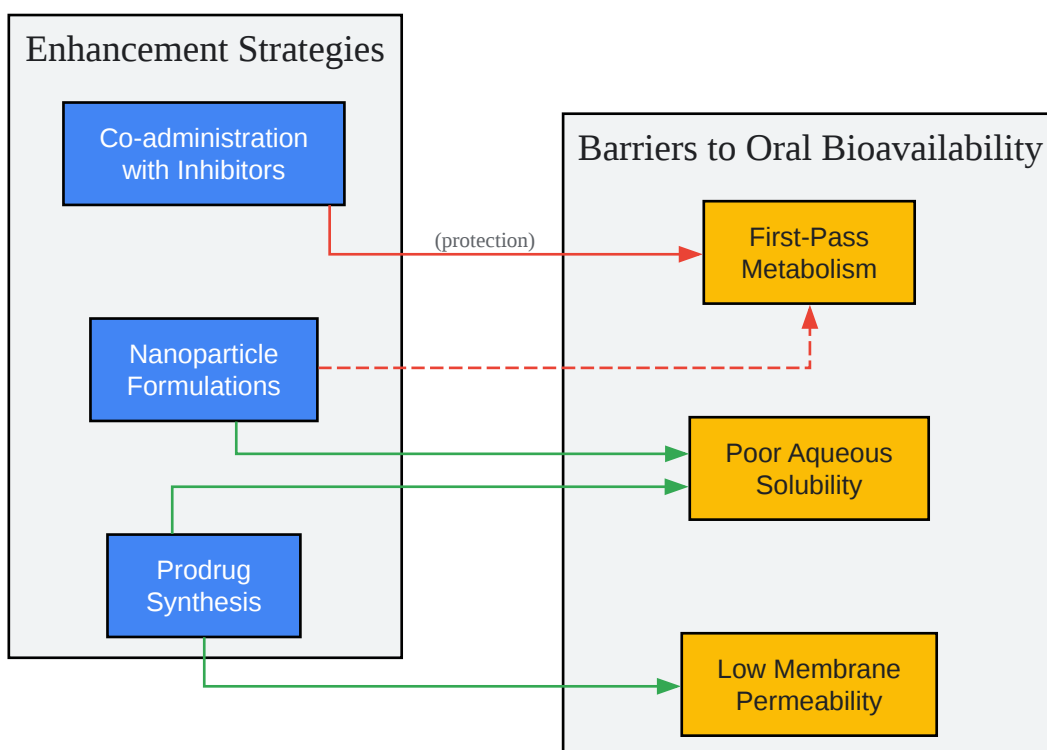 Enhancement Strategies
Co-administration
with Inhibitors
Nanoparticle
Formulations
Prodrug
Synthesis
(protection)
Barriers to Oral Bioavailability
First-Pass
Metabolism
Poor Aqueous
Solubility
Low Membrane
Permeability